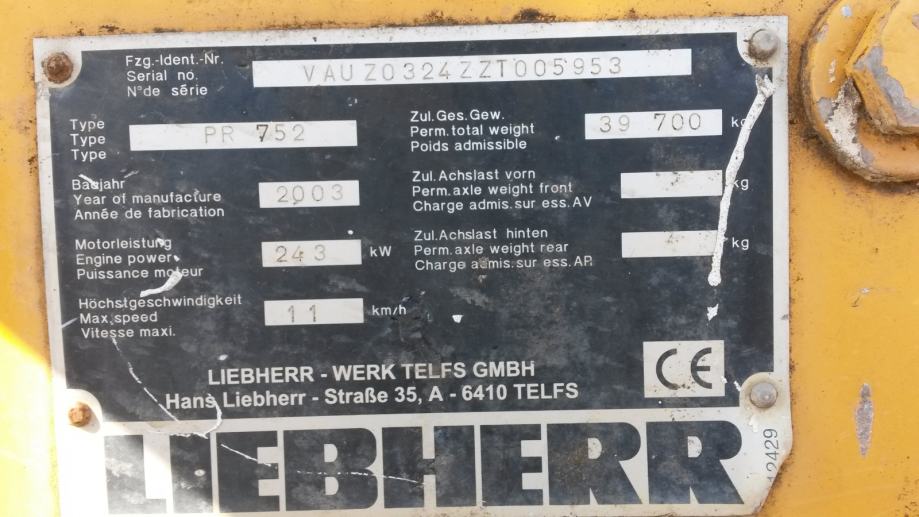 Fzg.-Ident.-Nr.
Serial no.
N°de série
VAUZ0324ZZT005953
Type
Type
Type
PR 752
Zul.Ges.Gew.
Perm.total weight
Poids admissible
39 700 kg
Baujahr
Year of manufacture
Année de fabrication
2003
Zul.Achslast vorn
Perm.axle weight front
Charge admis.sur ess.AV
kg
Motorleistung
Engine power
Puissance moteur
243 kW
Zul.Achslast hinten
Perm.axle weight rear
Charge admis.sur ess.AR
kg
Höchstgeschwindigkeit
Max.speed
Vitesse maxi.
11 km/h
LIEBHERR - WERK TELFS GMBH
Hans Liebherr - Straße 35, A - 6410 TELFS
CE
LIEBHERR